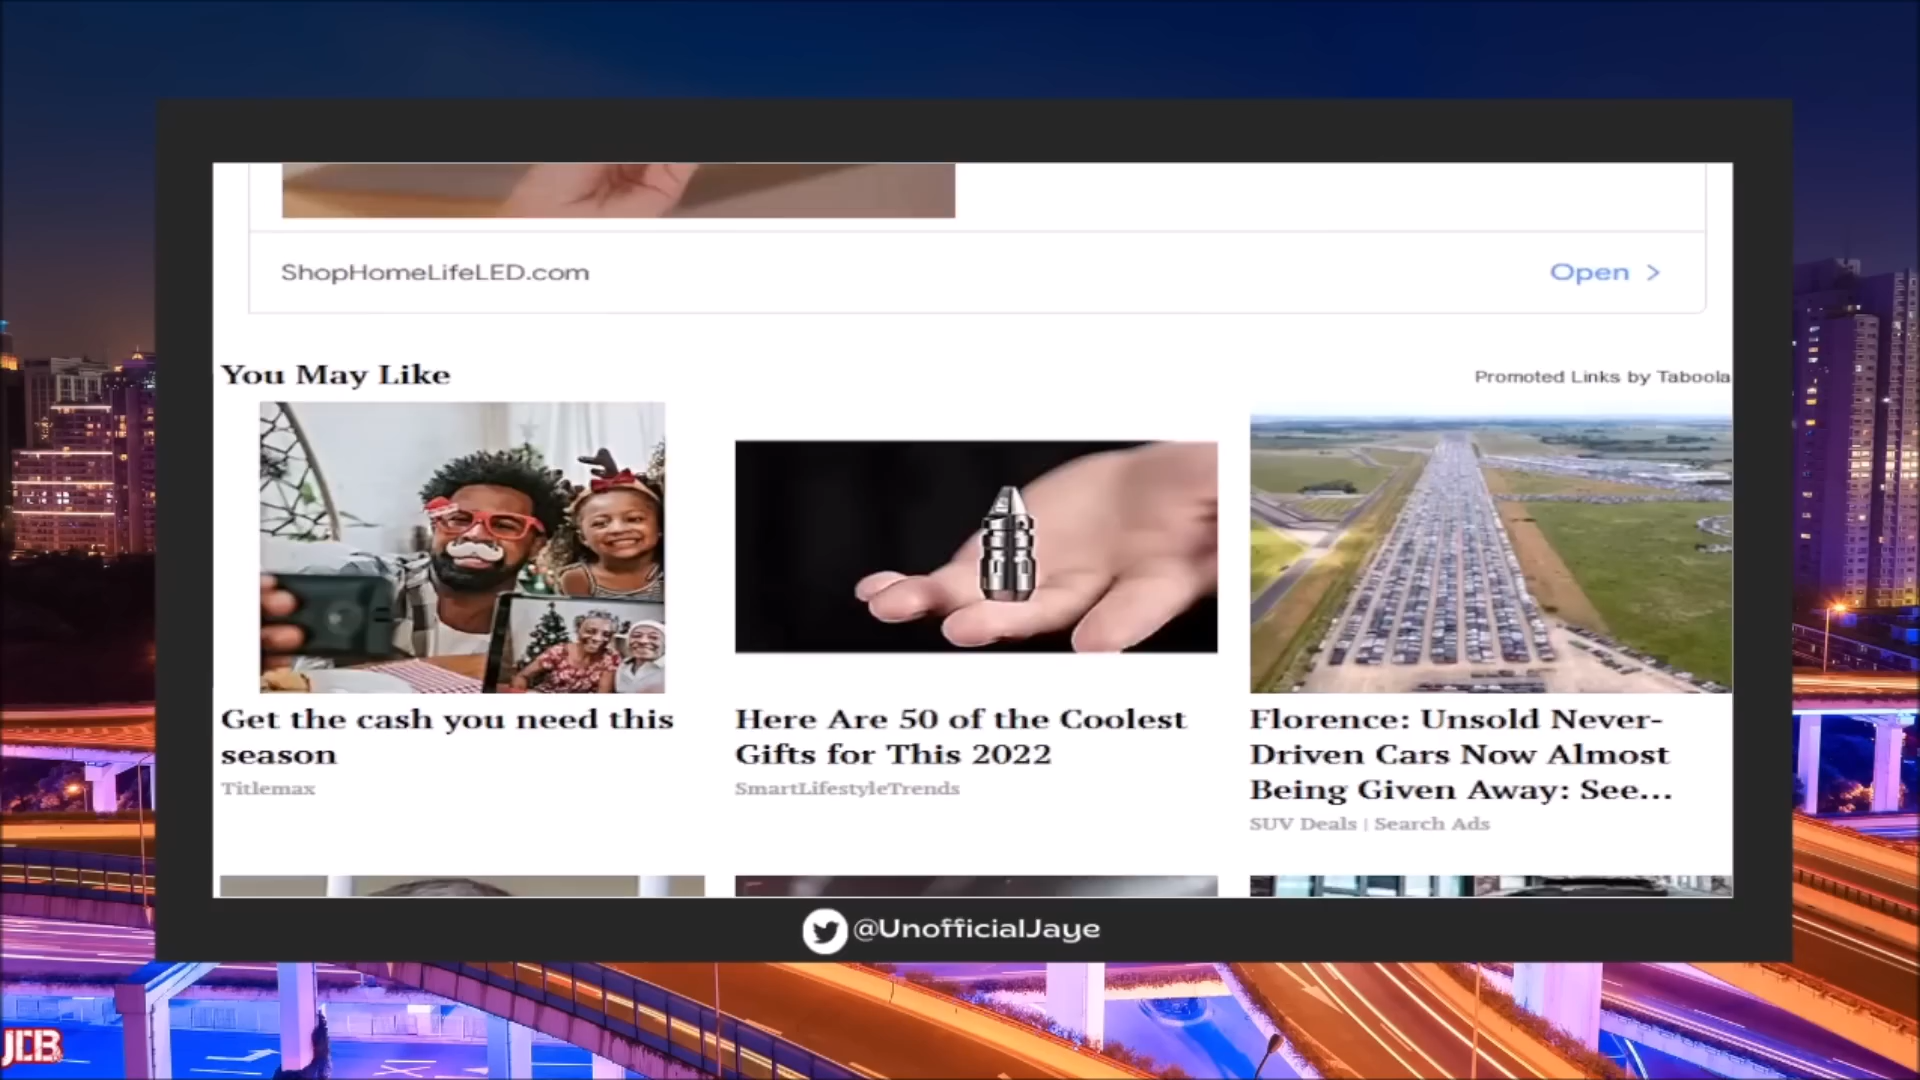 ShopHomeLifeLED.com
Open >
You May Like
Promoted Links by Taboola
Get the cash you need this
season
Titlemax
Here Are 50 of the Coolest
Gifts for This 2022
SmartLifestyleTrends
Florence: Unsold Never-
Driven Cars Now Almost
Being Given Away: See...
SUV Deals | Search Ads
@UnofficialJaye
JCB